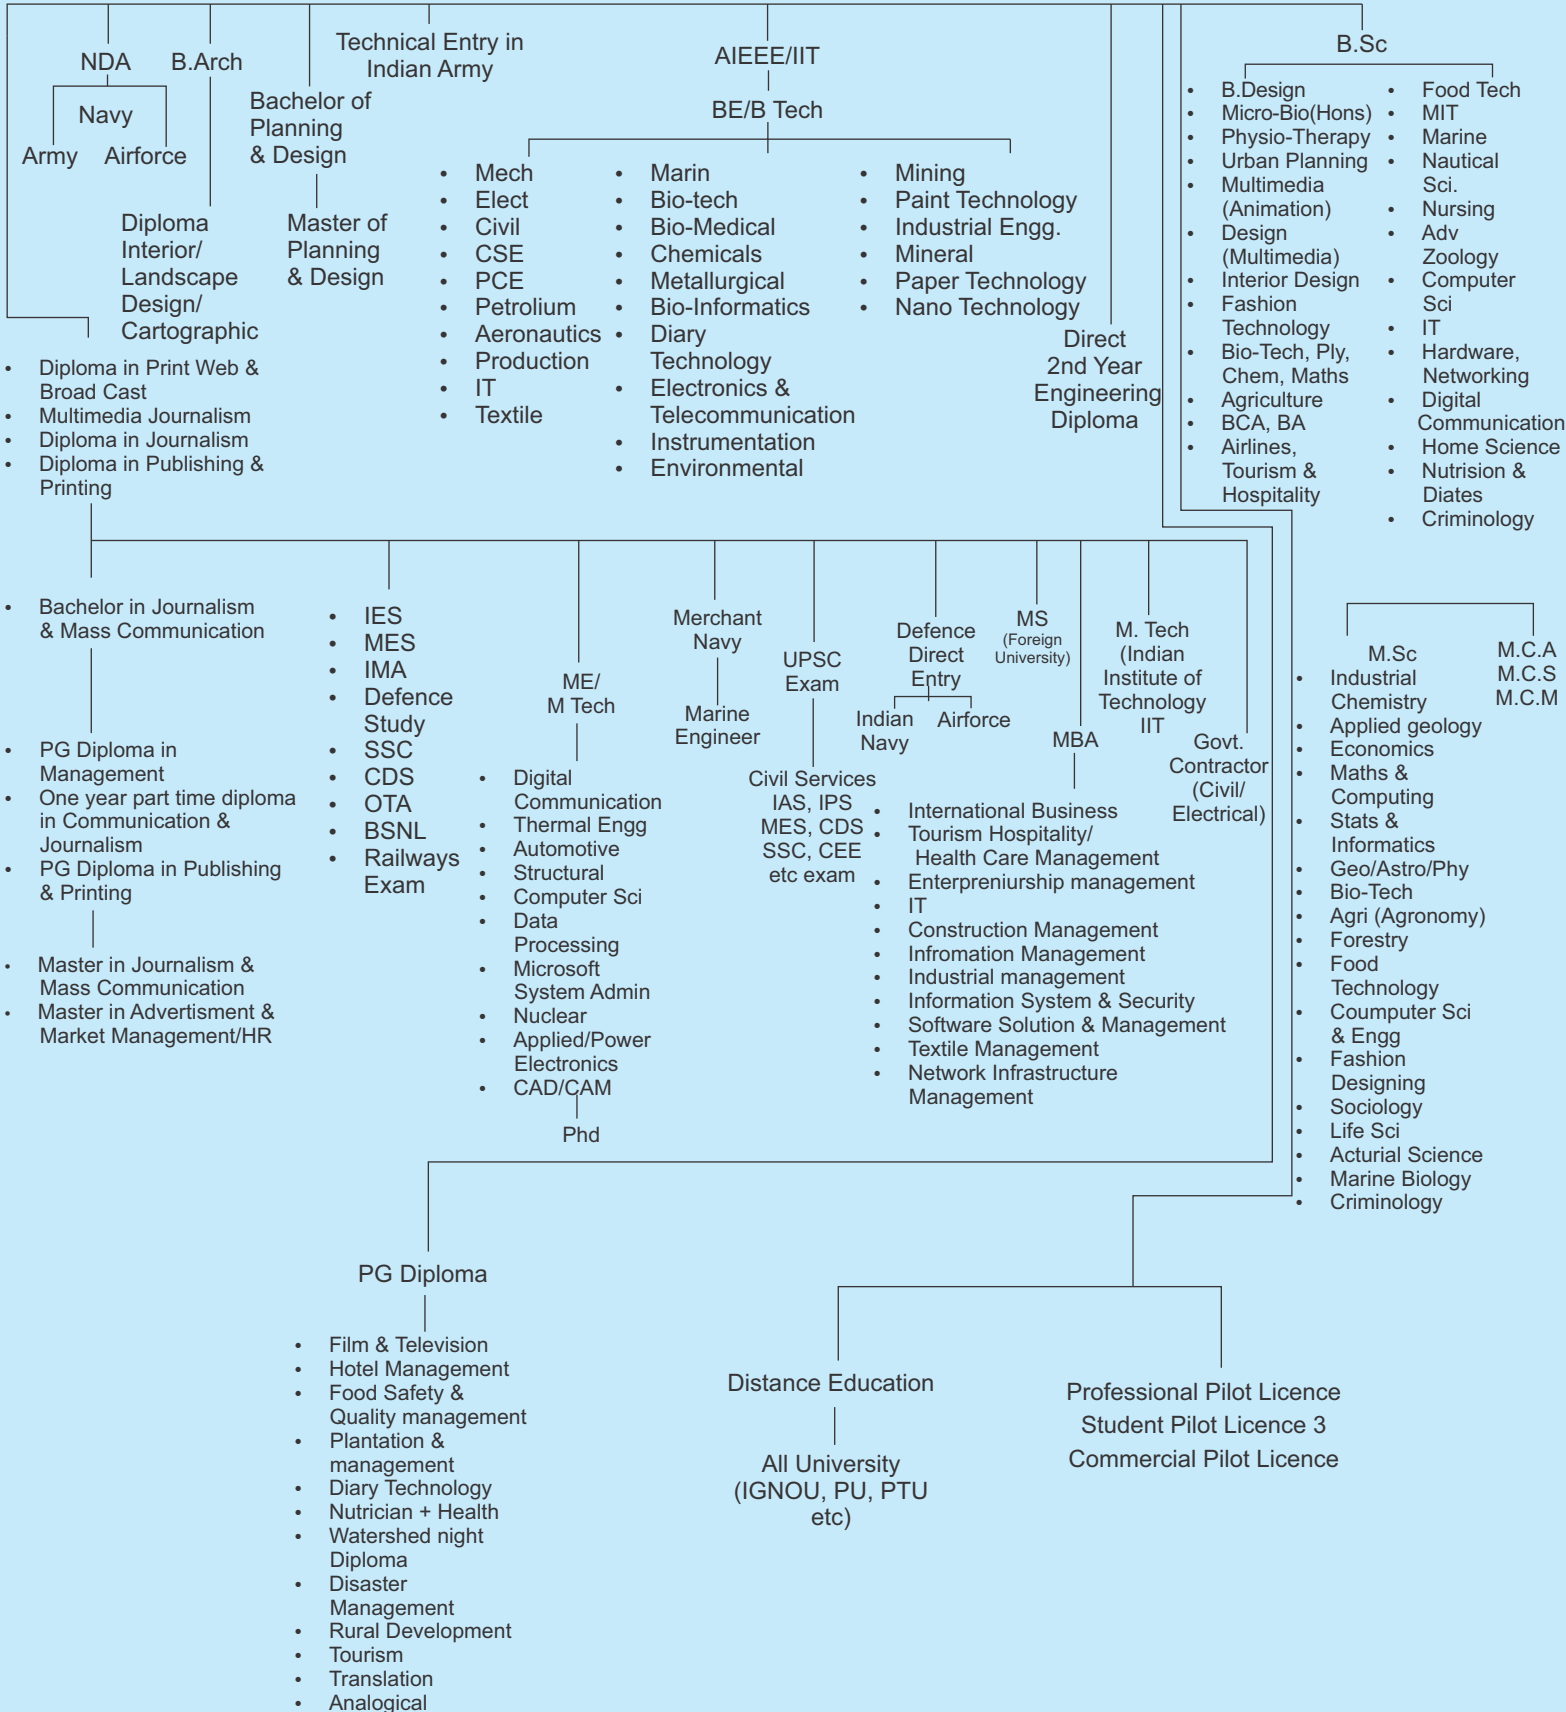 NDA
Navy
Army
Airforce
B.Arch
Diploma
Interior/
Landscape
Design/
Cartographic
Bachelor of
Planning
& Design
Master of
Planning
& Design
Technical Entry in
Indian Army
AIEEE/IIT
BE/B Tech
• Mech
• Elect
• Civil
• CSE
• PCE
• Petrolium
• Aeronautics
• Production
• IT
• Textile
• Marin
• Bio-tech
• Bio-Medical
• Chemicals
• Metallurgical
• Bio-Informatics
• Diary
Technology
• Electronics &
Telecommunication
• Instrumentation
• Environmental
• Mining
• Paint Technology
• Industrial Engg.
• Mineral
• Paper Technology
• Nano Technology
Direct
2nd Year
Engineering
Diploma
B.Sc
• B.Design
• Micro-Bio(Hons)
• Physio-Therapy
• Urban Planning
• Multimedia
(Animation)
• Design
(Multimedia)
• Interior Design
• Fashion
Technology
• Bio-Tech, Ply,
Chem, Maths
• Agriculture
• BCA, BA
• Airlines,
Tourism &
Hospitality
• Food Tech
• MIT
• Marine
• Nautical
Sci.
• Nursing
• Adv
Zoology
• Computer
Sci
• IT
• Hardware,
Networking
• Digital
Communication
• Home Science
• Nutrision &
Diates
• Criminology
• Diploma in Print Web &
Broad Cast
• Multimedia Journalism
• Diploma in Journalism
• Diploma in Publishing &
Printing
• Bachelor in Journalism
& Mass Communication
• PG Diploma in
Management
• One year part time diploma
in Communication &
Journalism
• PG Diploma in Publishing
& Printing
• Master in Journalism &
Mass Communication
• Master in Advertisment &
Market Management/HR
• IES
• MES
• IMA
• Defence
Study
• SSC
• CDS
• OTA
• BSNL
• Railways
Exam
ME/
M Tech
• Digital
Communication
• Thermal Engg
• Automotive
• Structural
• Computer Sci
• Data
Processing
• Microsoft
System Admin
• Nuclear
• Applied/Power
Electronics
• CAD/CAM
Phd
Merchant
Navy
Marine
Engineer
UPSC
Exam
Civil Services
IAS, IPS
MES, CDS
SSC, CEE
etc exam
Defence
Direct
Entry
Indian
Navy
Airforce
MS
(Foreign
University)
MBA
• International Business
• Tourism Hospitality/
Health Care Management
• Enterpreniurship management
• IT
• Construction Management
• Infromation Management
• Industrial management
• Information System & Security
• Software Solution & Management
• Textile Management
• Network Infrastructure
Management
M. Tech
(Indian
Institute of
Technology
IIT
Govt.
Contractor
(Civil/
Electrical)
M.Sc
• Industrial
Chemistry
• Applied geology
• Economics
• Maths &
Computing
• Stats &
Informatics
• Geo/Astro/Phy
• Bio-Tech
• Agri (Agronomy)
• Forestry
• Food
Technology
• Coumputer Sci
& Engg
• Fashion
Designing
• Sociology
• Life Sci
• Acturial Science
• Marine Biology
• Criminology
M.C.A
M.C.S
M.C.M
PG Diploma
• Film & Television
• Hotel Management
• Food Safety &
Quality management
• Plantation &
management
• Diary Technology
• Nutrician + Health
• Watershed night
Diploma
• Disaster
Management
• Rural Development
• Tourism
• Translation
• Analogical
Distance Education
All University
(IGNOU, PU, PTU
etc)
Professional Pilot Licence
Student Pilot Licence 3
Commercial Pilot Licence